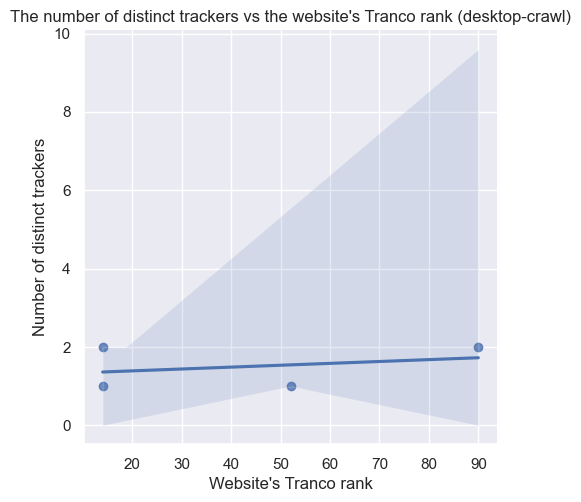 The number of distinct trackers vs the website's Tranco rank (desktop-crawl)
10
8
6
4
2
0
Number of distinct trackers
20 30 40 50 60 70 80 90
Website's Tranco rank